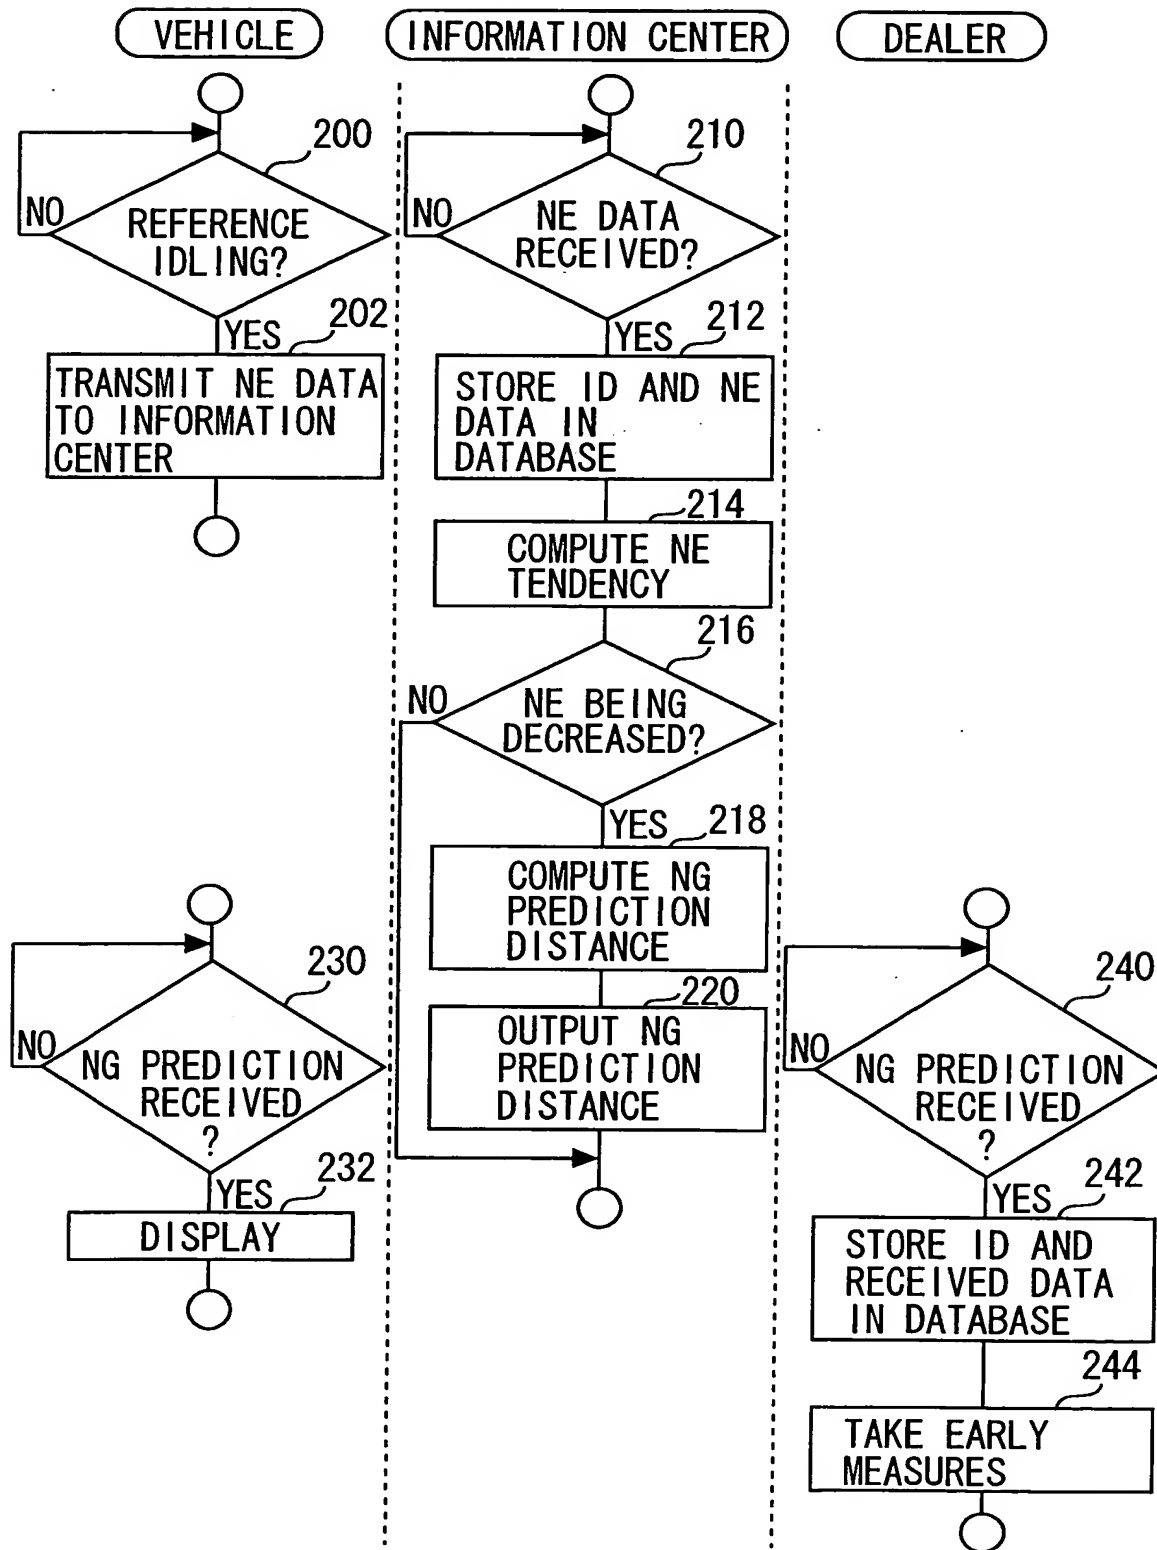 VEHICLE
INFORMATION CENTER
DEALER
200
NO
REFERENCE
IDLING?
YES
202
TRANSMIT NE DATA
TO INFORMATION
CENTER
210
NO
NE DATA
RECEIVED?
YES
212
STORE ID AND NE
DATA IN
DATABASE
214
COMPUTE NE
TENDENCY
216
NO
NE BEING
DECREASED?
YES
218
COMPUTE NG
PREDICTION
DISTANCE
220
OUTPUT NG
PREDICTION
DISTANCE
230
NO
NG PREDICTION
RECEIVED
?
YES
232
DISPLAY
240
NO
NG PREDICTION
RECEIVED
?
YES
242
STORE ID AND
RECEIVED DATA
IN DATABASE
244
TAKE EARLY
MEASURES